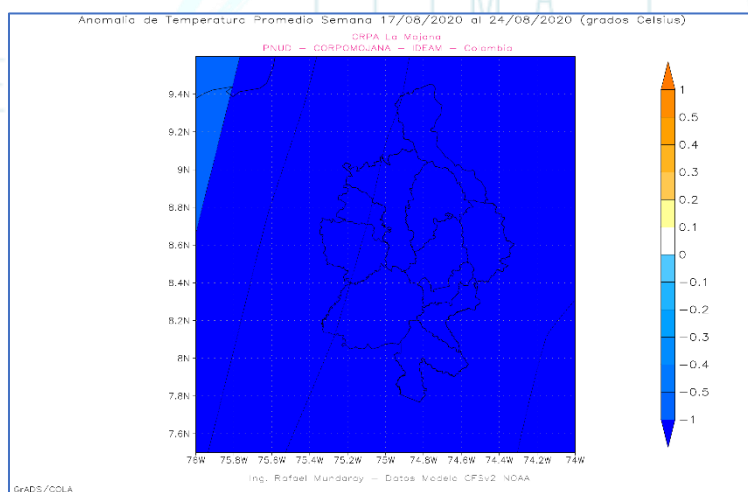 Anomalía de Temperatura Promedio Semana 17/08/2020 al 24/08/2020 (grados Celsius)
CRPA La Mojana
PNUD – CORPOMOJANA – IDEAM – Colombia
9.4N
9.2N
9N
8.8N
8.6N
8.4N
8.2N
8N
7.8N
7.6N
76W 75.8W 75.6W 75.4W 75.2W 75W 74.8W 74.6W 74.4W 74.2W 74W
1
0.5
0.4
0.3
0.2
0.1
0
−0.1
−0.2
−0.3
−0.4
−0.5
−1
Ing. Rafael Mundaray – Datos Modelo CFSv2 NOAA
GrADS/COLA